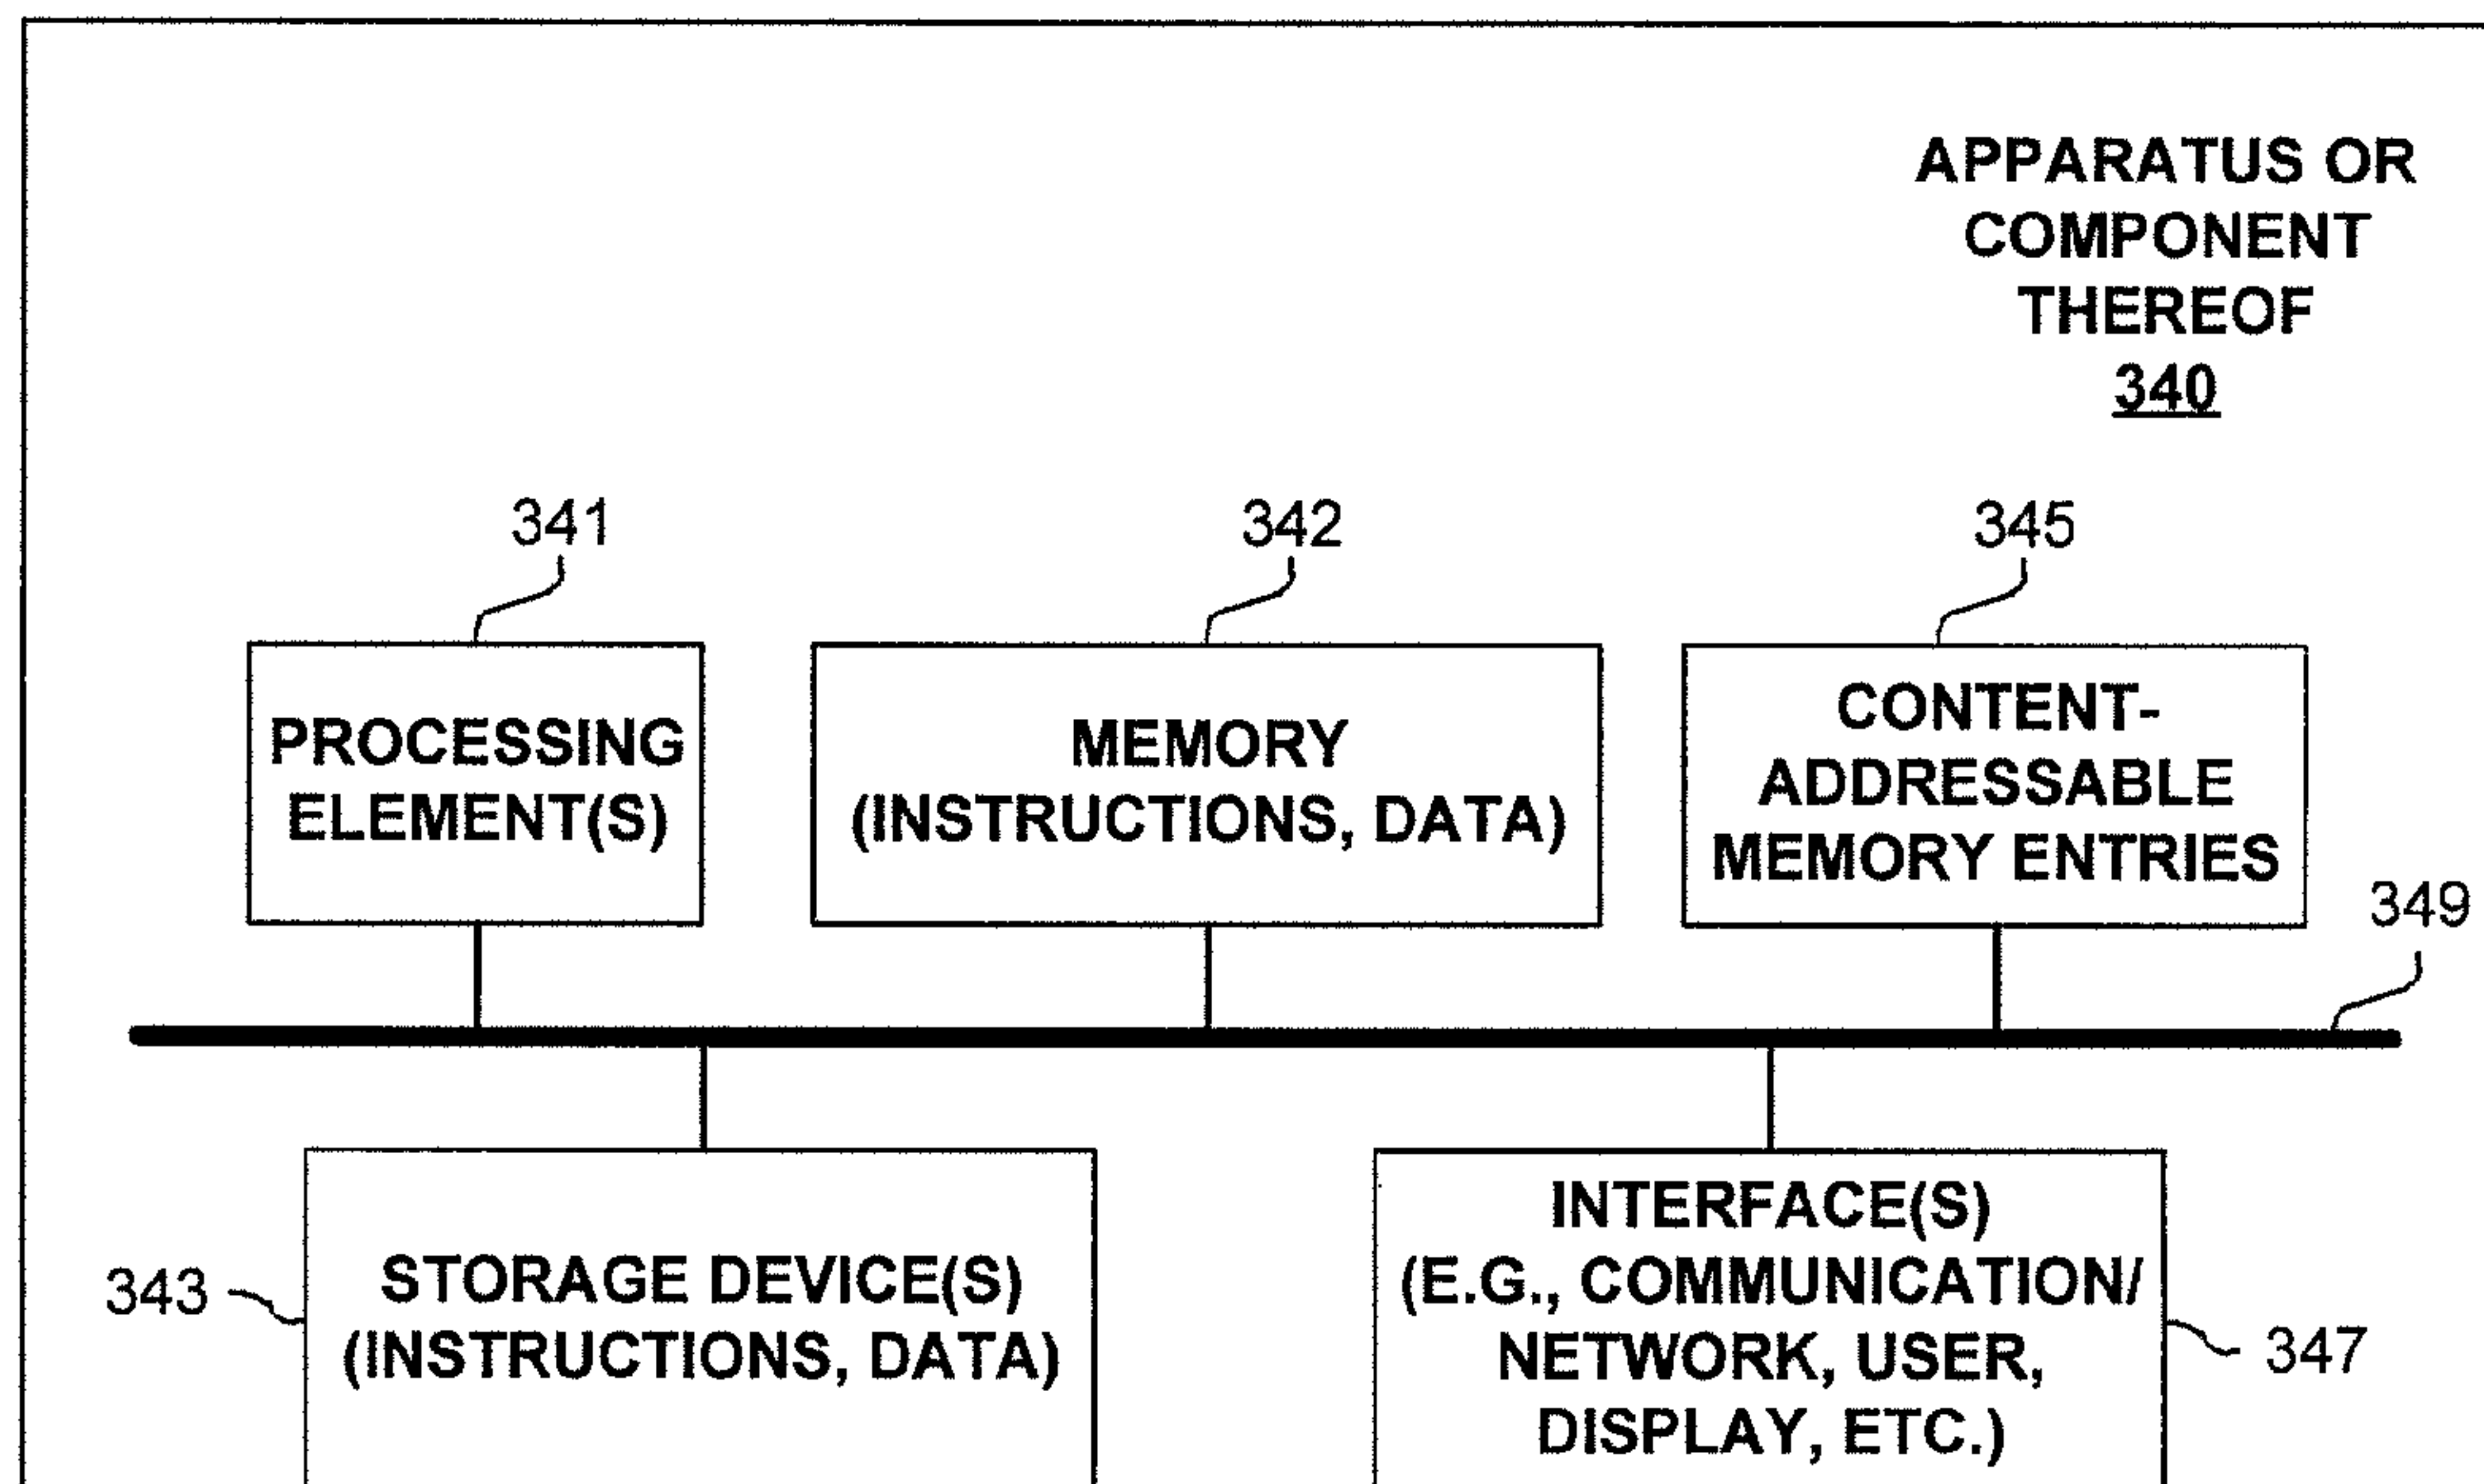 APPARATUS OR
COMPONENT
THEREOF
340
341
342
345
PROCESSING
ELEMENT(S)
MEMORY
(INSTRUCTIONS, DATA)
CONTENT-
ADDRESSABLE
MEMORY ENTRIES
349
343
STORAGE DEVICE(S)
(INSTRUCTIONS, DATA)
INTERFACE(S)
(E.G., COMMUNICATION/
NETWORK, USER,
DISPLAY, ETC.)
347